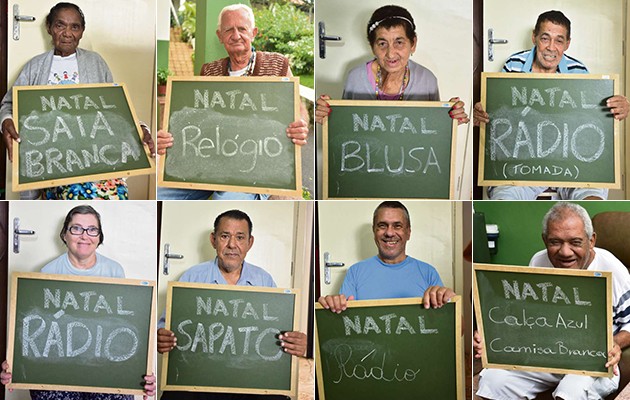 NATAL
SAIA
BRANCA
NATAL
Relógio
NATAL
BLUSA
NATAL
RÁDIO
(TOMADA)
NATAL
RÁDIO
NATAL
SAPATO
NATAL
Rádio
NATAL
Calça Azul
Camisa Branca